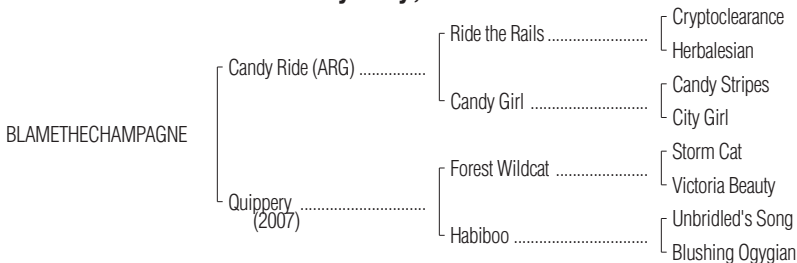 Cryptoclearance
Ride the Rails ..........................
Herbalesian
Candy Ride (ARG) ................
Candy Stripes
Candy Girl ..............................
City Girl
BLAMETHECHAMPAGNE
Storm Cat
Forest Wildcat .......................
Victoria Beauty
Quippery ..............................
(2007)
Unbridled's Song
Habiboo .................................
Blushing Ogygian